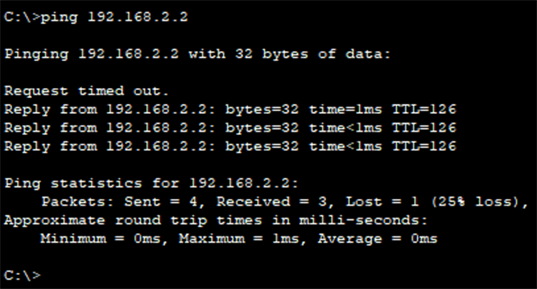 C:\>ping 192.168.2.2
Pinging 192.168.2.2 with 32 bytes of data:
Request timed out.
Reply from 192.168.2.2: bytes=32 time=1ms TTL=126
Reply from 192.168.2.2: bytes=32 time<1ms TTL=126
Reply from 192.168.2.2: bytes=32 time<1ms TTL=126
Ping statistics for 192.168.2.2:
    Packets: Sent = 4, Received = 3, Lost = 1 (25% loss),
Approximate round trip times in milli-seconds:
    Minimum = 0ms, Maximum = 1ms, Average = 0ms
C:\>